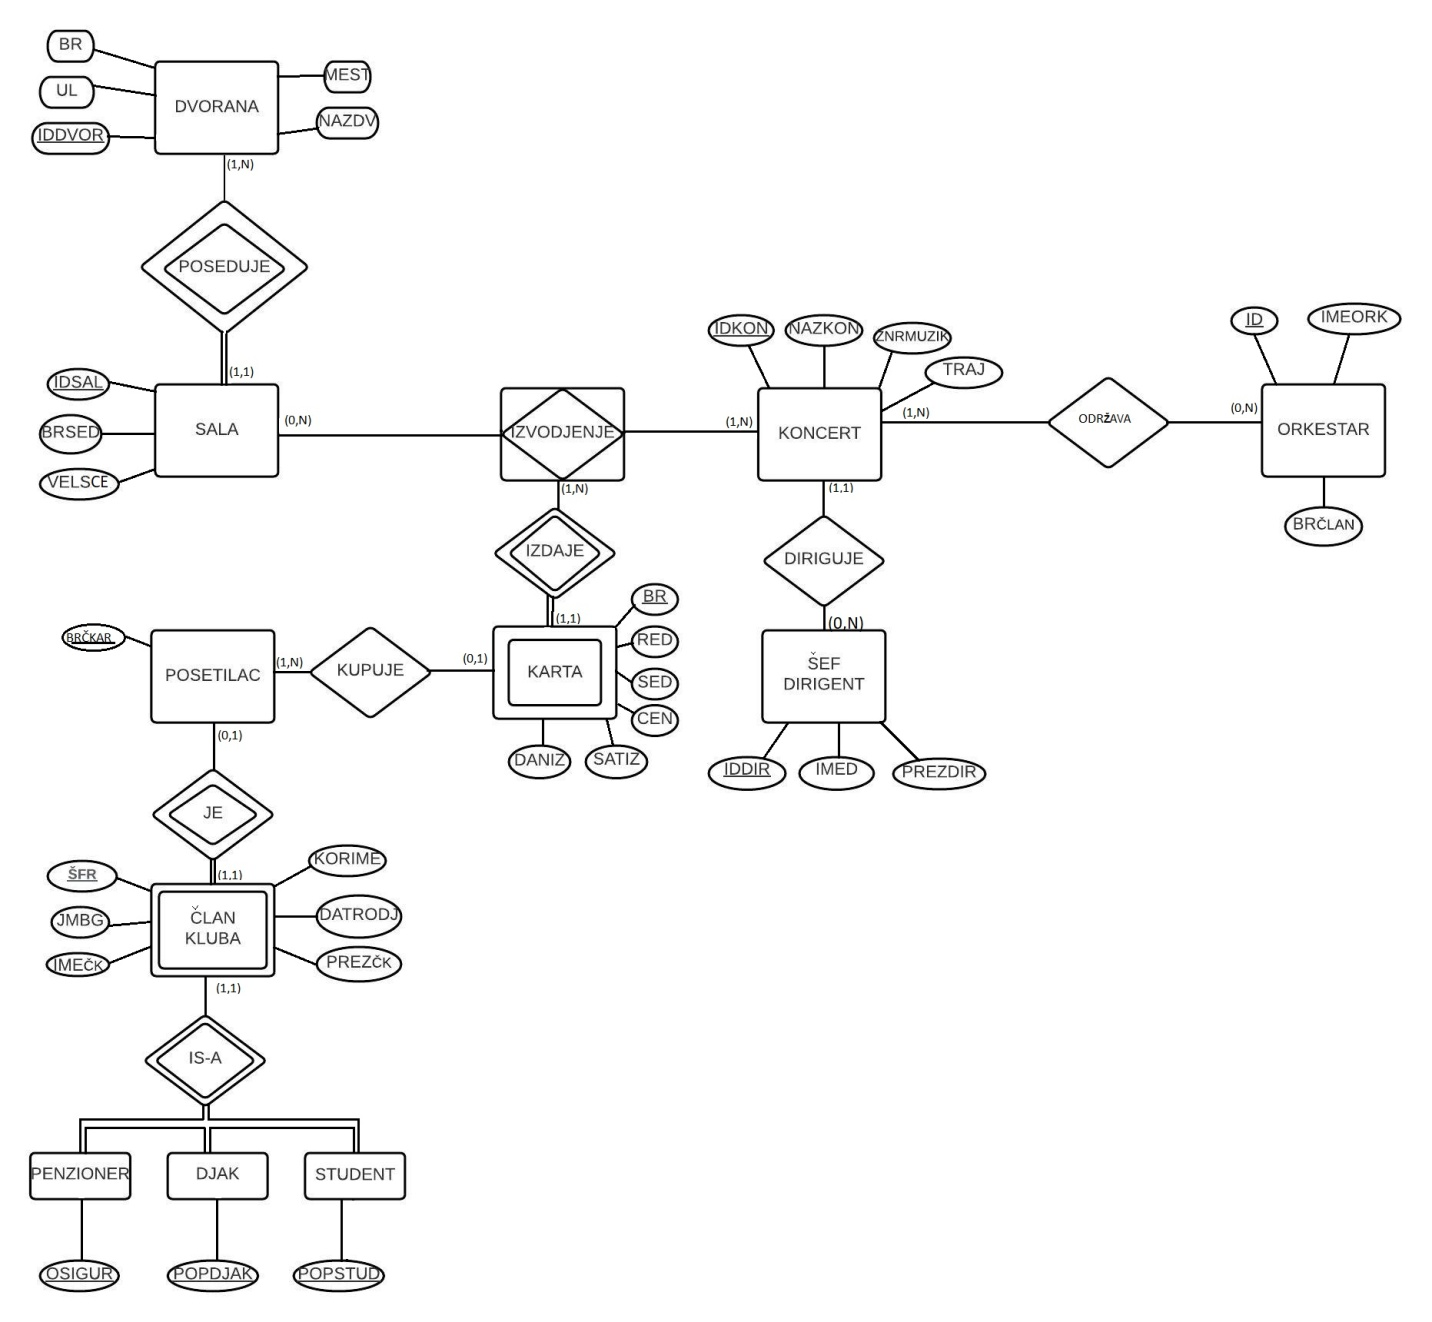 BR
UL
IDDVOR
DVORANA
MEST
NAZDV
(1,N)
POSEDUJE
(1,1)
IDSAL
BRSED
VELSCE
SALA
(0,N)
IZVODJENJE
(1,N)
IDKON
NAZKON
ZNRMUZIK
TRAJ
KONCERT
(1,N)
ODRŽAVA
(0,N)
ID
IMEORK
ORKESTAR
BRČLAN
(1,N)
IZDAJE
(1,1)
(1,1)
DIRIGUJE
(0,N)
ŠEF
DIRIGENT
IDDIR
IMED
PREZDIR
BRČKAR
POSETILAC
(1,N)
KUPUJE
(0,1)
KARTA
BR
RED
SED
CEN
DANIZ
SATIZ
(0,1)
JE
(1,1)
ŠFR
JMBG
IMEČK
ČLAN
KLUBA
KORIME
DATRODJ
PREZČK
(1,1)
IS-A
PENZIONER
DJAK
STUDENT
OSIGUR
POPDJAK
POPSTUD